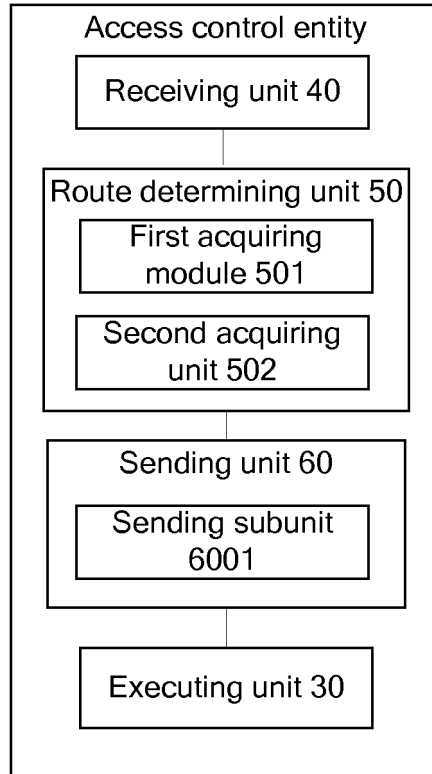 Access control entity
Receiving unit 40
Route determining unit 50
First acquiring
module 501
Second acquiring
unit 502
Sending unit 60
Sending subunit
6001
Executing unit 30